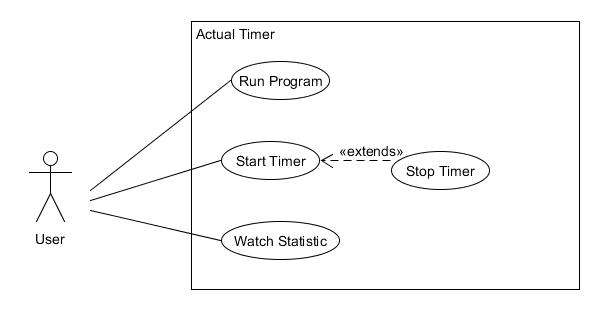 Actual Timer
Run Program
«extends»
Start Timer
Stop Timer
User
Watch Statistic